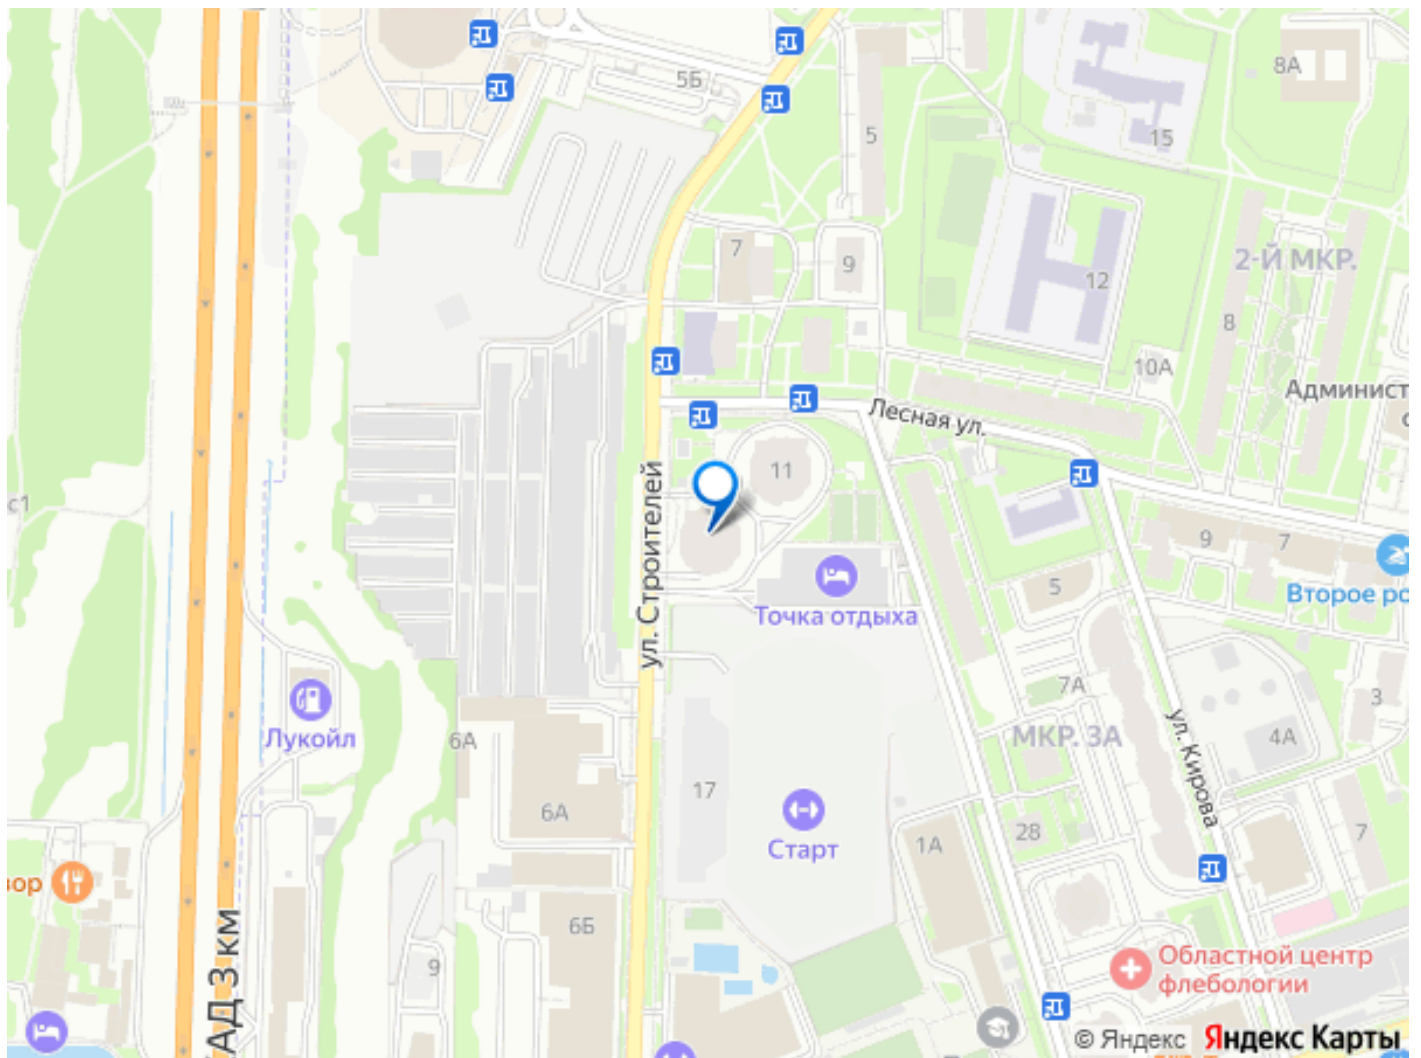 5Б
8А
5
15
2-Й МКР.
7
9
12
8
10А
Админист
с
Лесная ул.
11
с1
ул. Строителей
9
7
5
Второе ро
Точка отдыха
7А
3
Лукойл
6А
МКР. 3А
4А
ул. Кирова
17
6А
Старт
28
1А
7
вор
6Б
АД 3 км
9
Областной центр
флебологии
© Яндекс Яндекс Карты